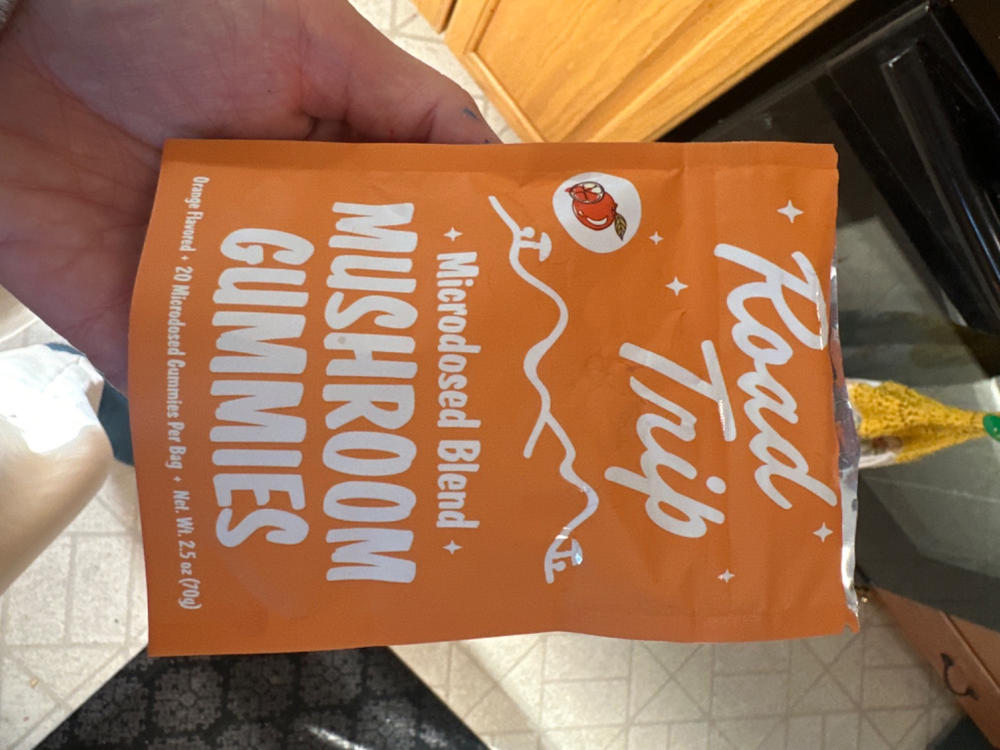 Road
Trip
Microdosed Blend
MUSHROOM
GUMMIES
Orange Flavored + 20 Microdosed Gummies Per Bag + Net. Wt. 2.5 oz (70g)